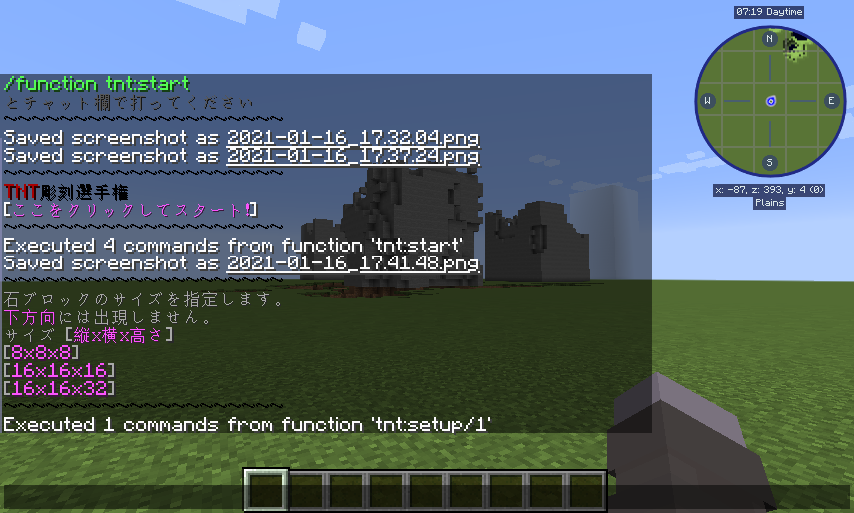 07:19 Daytime
N
W
E
S
x: -87, z: 393, y: 4 (0)
Plains
/function tnt:start
とチャット欄で打ってください
~~~~~~~~~~~~~~~~~~~~~~~~~~~~
Saved screenshot as 2021-01-16_17.32.04.png
Saved screenshot as 2021-01-16_17.37.24.png
~~~~~~~~~~~~~~~~~~~~~~~~~~~~
TNT彫刻選手権
[ここをクリックしてスタート!]
~~~~~~~~~~~~~~~~~~~~~~~~~~~~
Executed 4 commands from function 'tnt:start'
Saved screenshot as 2021-01-16_17.41.48.png
~~~~~~~~~~~~~~~~~~~~~~~~~~~~
石ブロックのサイズを指定します。
下方向には出現しません。
サイズ [縦x横x高さ]
[8x8x8]
[16x16x16]
[16x16x32]
~~~~~~~~~~~~~~~~~~~~~~~~~~~~
Executed 1 commands from function 'tnt:setup/1'